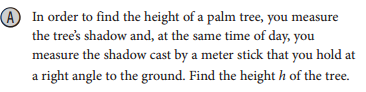 A In order to find the height of a palm tree, you measure
the tree's shadow and, at the same time of day, you
measure the shadow cast by a meter stick that you hold at
a right angle to the ground. Find the height h of the tree.